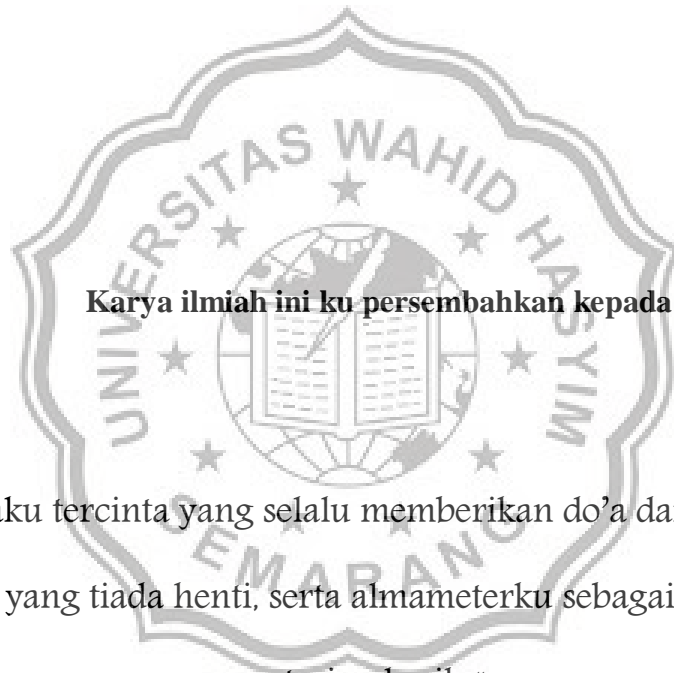 UNIVERSITAS WAHID HASYIM
Karya ilmiah ini ku persembahkan kepada
ku tercinta yang selalu memberikan do’a da
yang tiada henti, serta almameterku sebagai
SEMARANG